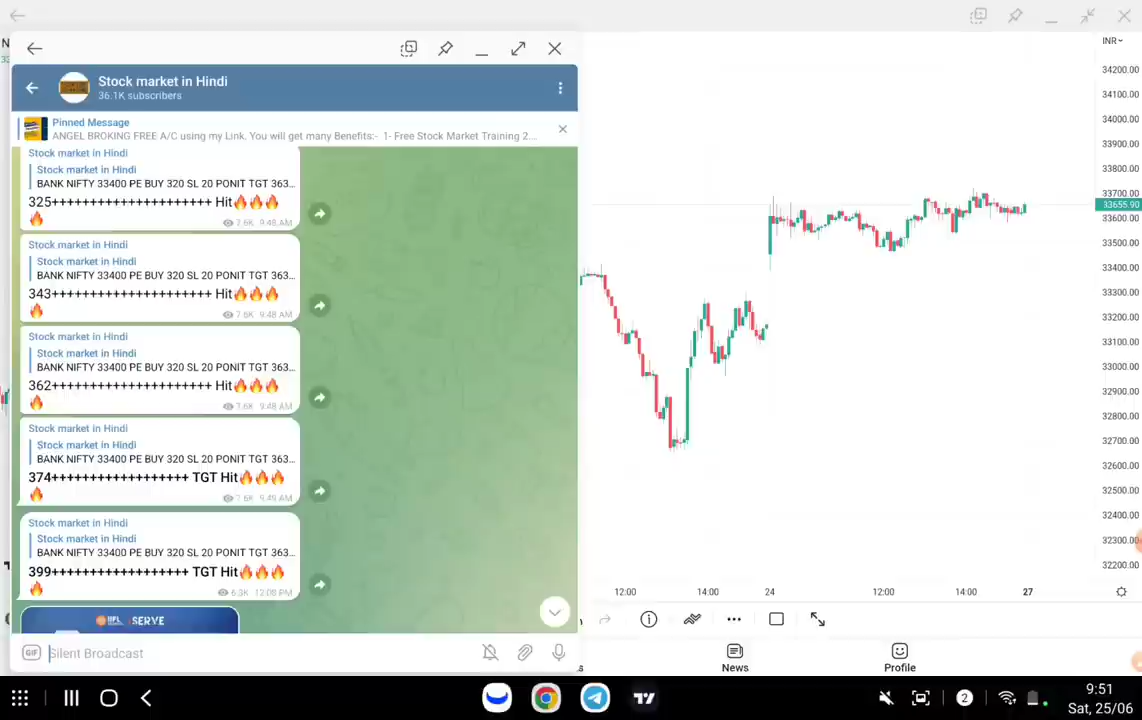 Stock market in Hindi
36.1K subscribers
Pinned Message
ANGEL BROKING FREE A/C using my Link. You will get many Benefits:- 1- Free Stock Market Training 2...
Stock market in Hindi
Stock market in Hindi
BANK NIFTY 33400 PE BUY 320 SL 20 PONIT TGT 363...
325+++++++++++++++++++++ Hit🔥🔥🔥
🔥
7.6K 9:48 AM
Stock market in Hindi
Stock market in Hindi
BANK NIFTY 33400 PE BUY 320 SL 20 PONIT TGT 363...
343+++++++++++++++++++++ Hit🔥🔥🔥
🔥
7.6K 9:48 AM
Stock market in Hindi
Stock market in Hindi
BANK NIFTY 33400 PE BUY 320 SL 20 PONIT TGT 363...
362+++++++++++++++++++++ Hit🔥🔥🔥
🔥
7.6K 9:48 AM
Stock market in Hindi
Stock market in Hindi
BANK NIFTY 33400 PE BUY 320 SL 20 PONIT TGT 363...
374++++++++++++++++++ TGT Hit🔥🔥🔥
🔥
7.6K 9:49 AM
Stock market in Hindi
Stock market in Hindi
BANK NIFTY 33400 PE BUY 320 SL 20 PONIT TGT 363...
399++++++++++++++++++ TGT Hit🔥🔥🔥
🔥
6.3K 12:08 PM
SERVE
GIF Silent Broadcast
INR
34200.00
34100.00
34000.00
33900.00
33800.00
33700.00
33655.90
33600.00
33500.00
33400.00
33300.00
33200.00
33100.00
33000.00
32900.00
32800.00
32700.00
32600.00
32500.00
32400.00
32300.00
32200.00
12:00 14:00 24 12:00 14:00 27
News Profile
2
9:51
Sat, 25/06